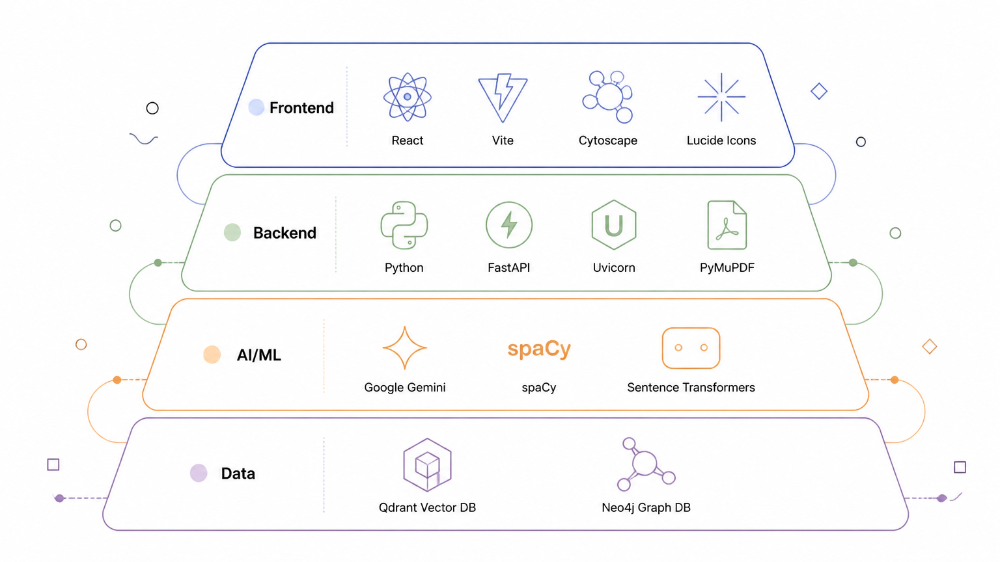 Frontend
React
Vite
Cytoscape
Lucide Icons
Backend
U
Python
FastAPI
Uvicorn
PyMuPDF
AI/ML
spaCy
Google Gemini
spaCy
Sentence Transformers
Data
Qdrant Vector DB
Neo4j Graph DB